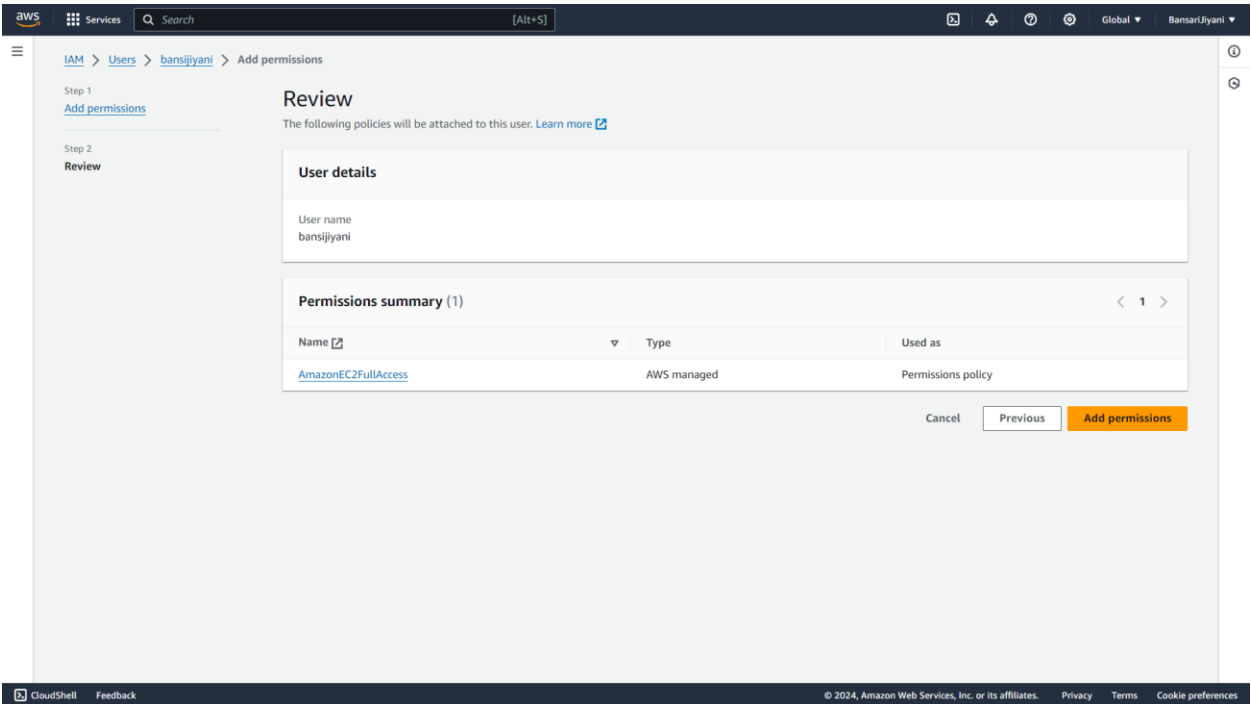 aws
Services
Search
[Alt+S]
Global
BansariJiyani
IAM > Users > bansijiyani > Add permissions
Step 1
Add permissions
Step 2
Review
Review
The following policies will be attached to this user. Learn more
User details
User name
bansijiyani
Permissions summary (1)
< 1 >
Name Type Used as
AmazonEC2FullAccess AWS managed Permissions policy
Cancel Previous Add permissions
CloudShell Feedback © 2024, Amazon Web Services, Inc. or its affiliates. Privacy Terms Cookie preferences